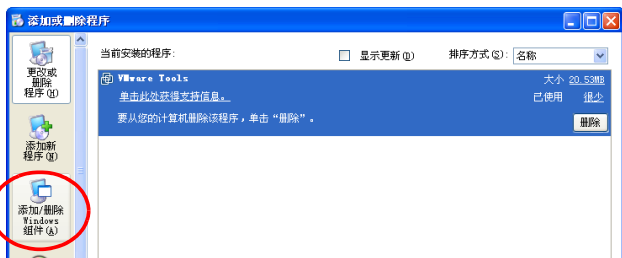 添加或删除程序
更改或
删除
程序(H)
添加新
程序(N)
添加/删除
Windows
组件(A)
当前安装的程序:
显示更新(D)
排序方式(S):
名称
VMware Tools
大小
20.53MB
单击此处获得支持信息。
已使用
很少
要从您的计算机删除该程序，单击“删除”。
删除